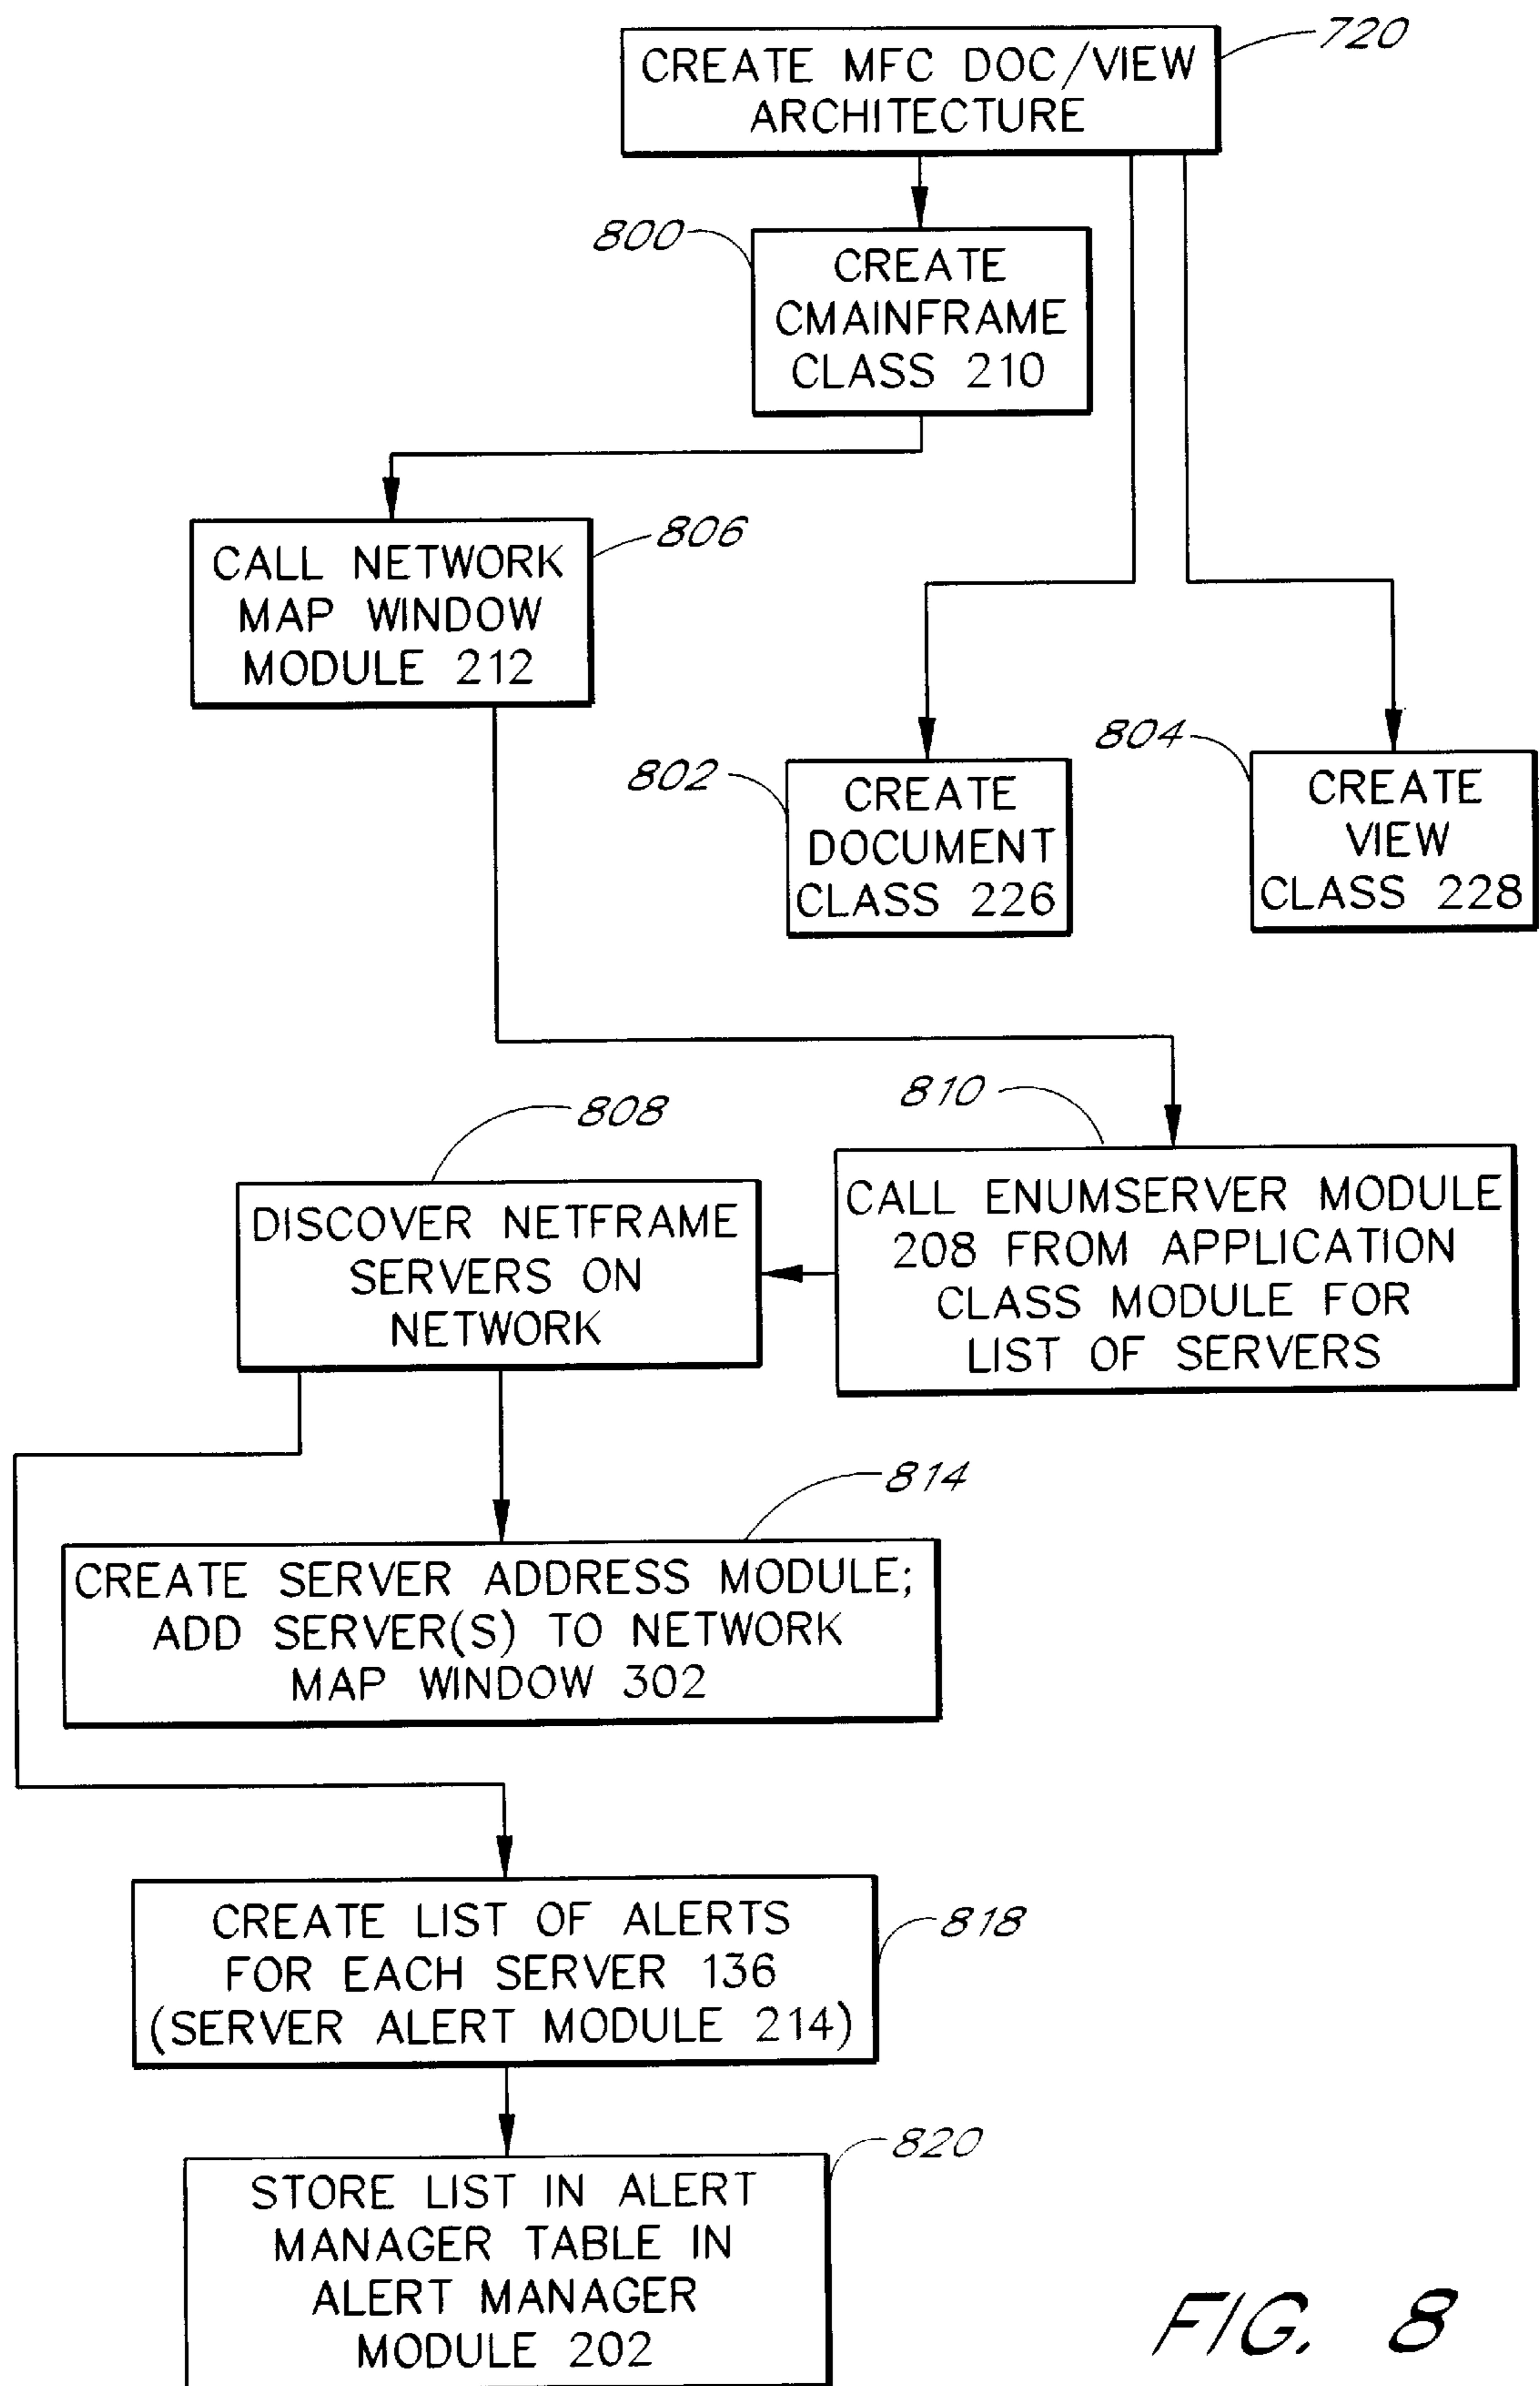 720
CREATE MFC DOC/VIEW
ARCHITECTURE
800
CREATE
CMAINFRAME
CLASS 210
806
CALL NETWORK
MAP WINDOW
MODULE 212
802
CREATE
DOCUMENT
CLASS 226
804
CREATE
VIEW
CLASS 228
810
CALL ENUMSERVER MODULE
208 FROM APPLICATION
CLASS MODULE FOR
LIST OF SERVERS
808
DISCOVER NETFRAME
SERVERS ON
NETWORK
814
CREATE SERVER ADDRESS MODULE;
ADD SERVER(S) TO NETWORK
MAP WINDOW 302
818
CREATE LIST OF ALERTS
FOR EACH SERVER 136
(SERVER ALERT MODULE 214)
820
STORE LIST IN ALERT
MANAGER TABLE IN
ALERT MANAGER
MODULE 202
FIG. 8